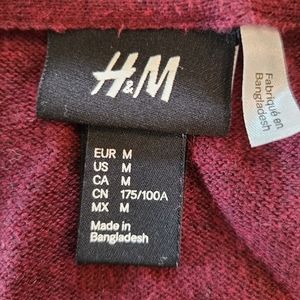 H&M
EUR M
US M
CA M
CN 175/100A
MX M
Made in
Bangladesh
Fabriqué en
Bangladesh